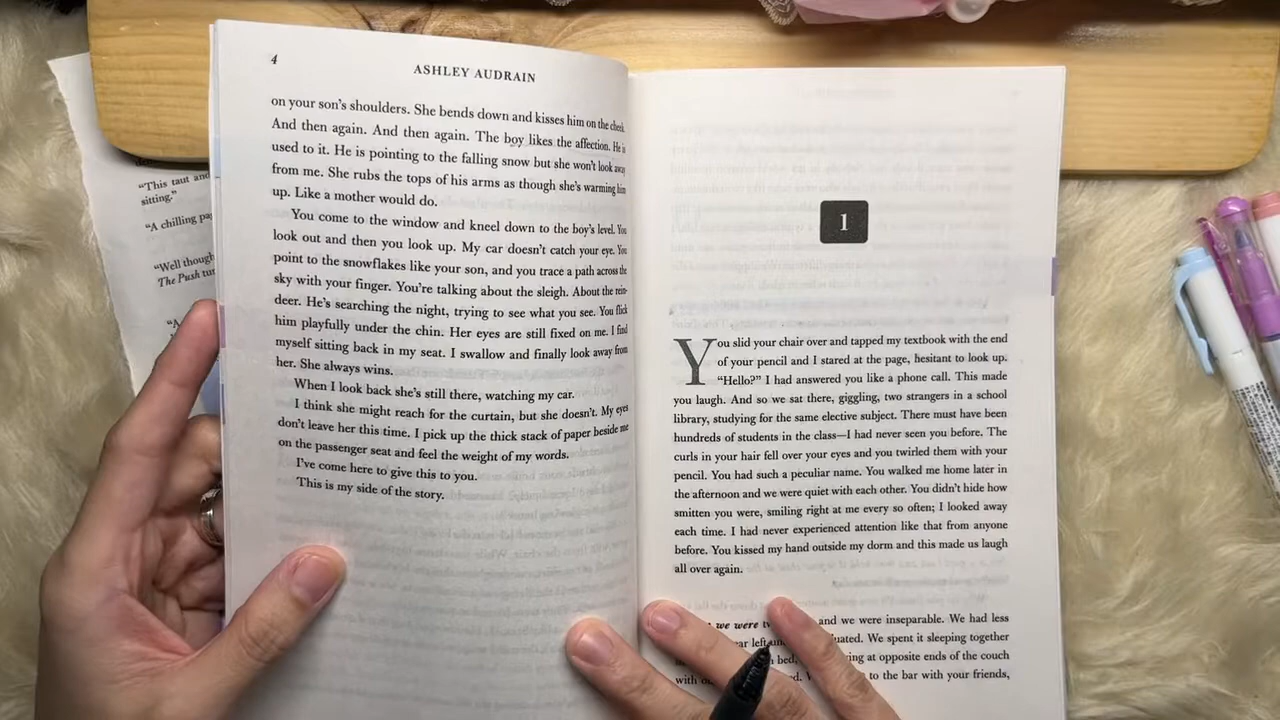 4
ASHLEY AUDRAIN
on your son's shoulders. She bends down and kisses him on the cheek.
And then again. And then again. The boy likes the affection. He is
used to it. He is pointing to the falling snow but she won't look away
from me. She rubs the tops of his arms as though she's warming him
up. Like a mother would do.
You come to the window and kneel down to the boy's level. You
look out and then you look up. My car doesn't catch your eye. You
point to the snowflakes like your son, and you trace a path across the
sky with your finger. You're talking about the sleigh. About the rein-
deer. He's searching the night, trying to see what you see. You flick
him playfully under the chin. Her eyes are still fixed on me. I find
myself sitting back in my seat. I swallow and finally look away from
her. She always wins.
When I look back she's still there, watching my car.
I think she might reach for the curtain, but she doesn't. My eyes
don't leave her this time. I pick up the thick stack of paper beside me
on the passenger seat and feel the weight of my words.
I've come here to give this to you.
This is my side of the story.
"This taut and
sitting."
"A chilling
"Well though
The Push
"A
1
You slid your chair over and tapped my textbook with the end
of your pencil and I stared at the page, hesitant to look up.
"Hello?" I had answered you like a phone call. This made
you laugh. And so we sat there, giggling, two strangers in a school
library, studying for the same elective subject. There must have been
hundreds of students in the class—I had never seen you before. The
curls in your hair fell over your eyes and you twirled them with your
pencil. You had such a peculiar name. You walked me home later in
the afternoon and we were quiet with each other. You didn't hide how
smitten you were, smiling right at me every so often; I looked away
each time. I had never experienced attention like that from anyone
before. You kissed my hand outside my dorm and this made us laugh
all over again.
we were and we were inseparable. We had less
left We spent it sleeping together
bed, at opposite ends of the couch
with to the bar with your friends,